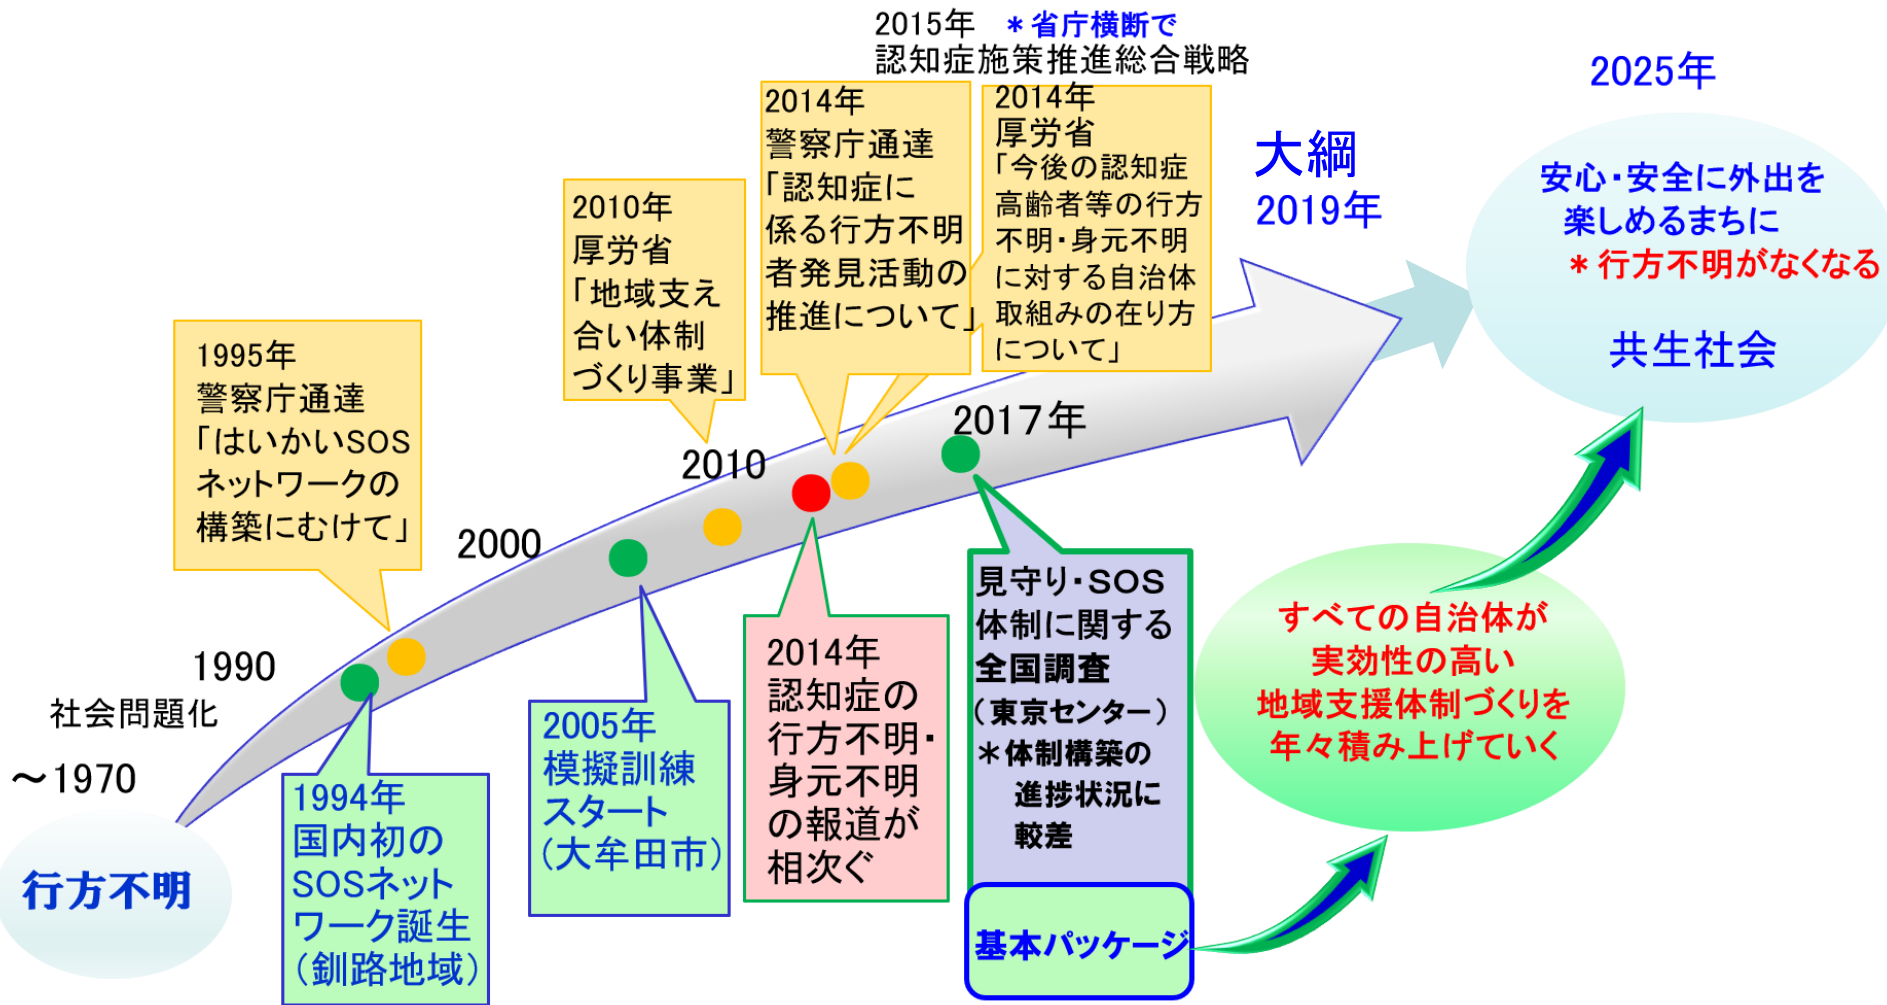 2015年 ＊省庁横断で
認知症施策推進総合戦略
2025年
安心・安全に外出を
楽しめるまちに
＊行方不明がなくなる
共生社会
大綱
2019年
2014年
警察庁通達
「認知症に
係る行方不明
者発見活動の
推進について」
2014年
厚労省
「今後の認知症
高齢者等の行方
不明・身元不明
に対する自治体
取組みの在り方
について」
2010年
厚労省
「地域支え
合い体制
づくり事業」
1995年
警察庁通達
「はいかいSOS
ネットワークの
構築にむけて」
2017年
2010
2000
1990
社会問題化
～1970
行方不明
1994年
国内初の
SOSネット
ワーク誕生
（釧路地域）
2005年
模擬訓練
スタート
（大牟田市）
2014年
認知症の
行方不明・
身元不明
の報道が
相次ぐ
見守り・SOS
体制に関する
全国調査
（東京センター）
＊体制構築の
進捗状況に
較差
基本パッケージ
すべての自治体が
実効性の高い
地域支援体制づくりを
年々積み上げていく